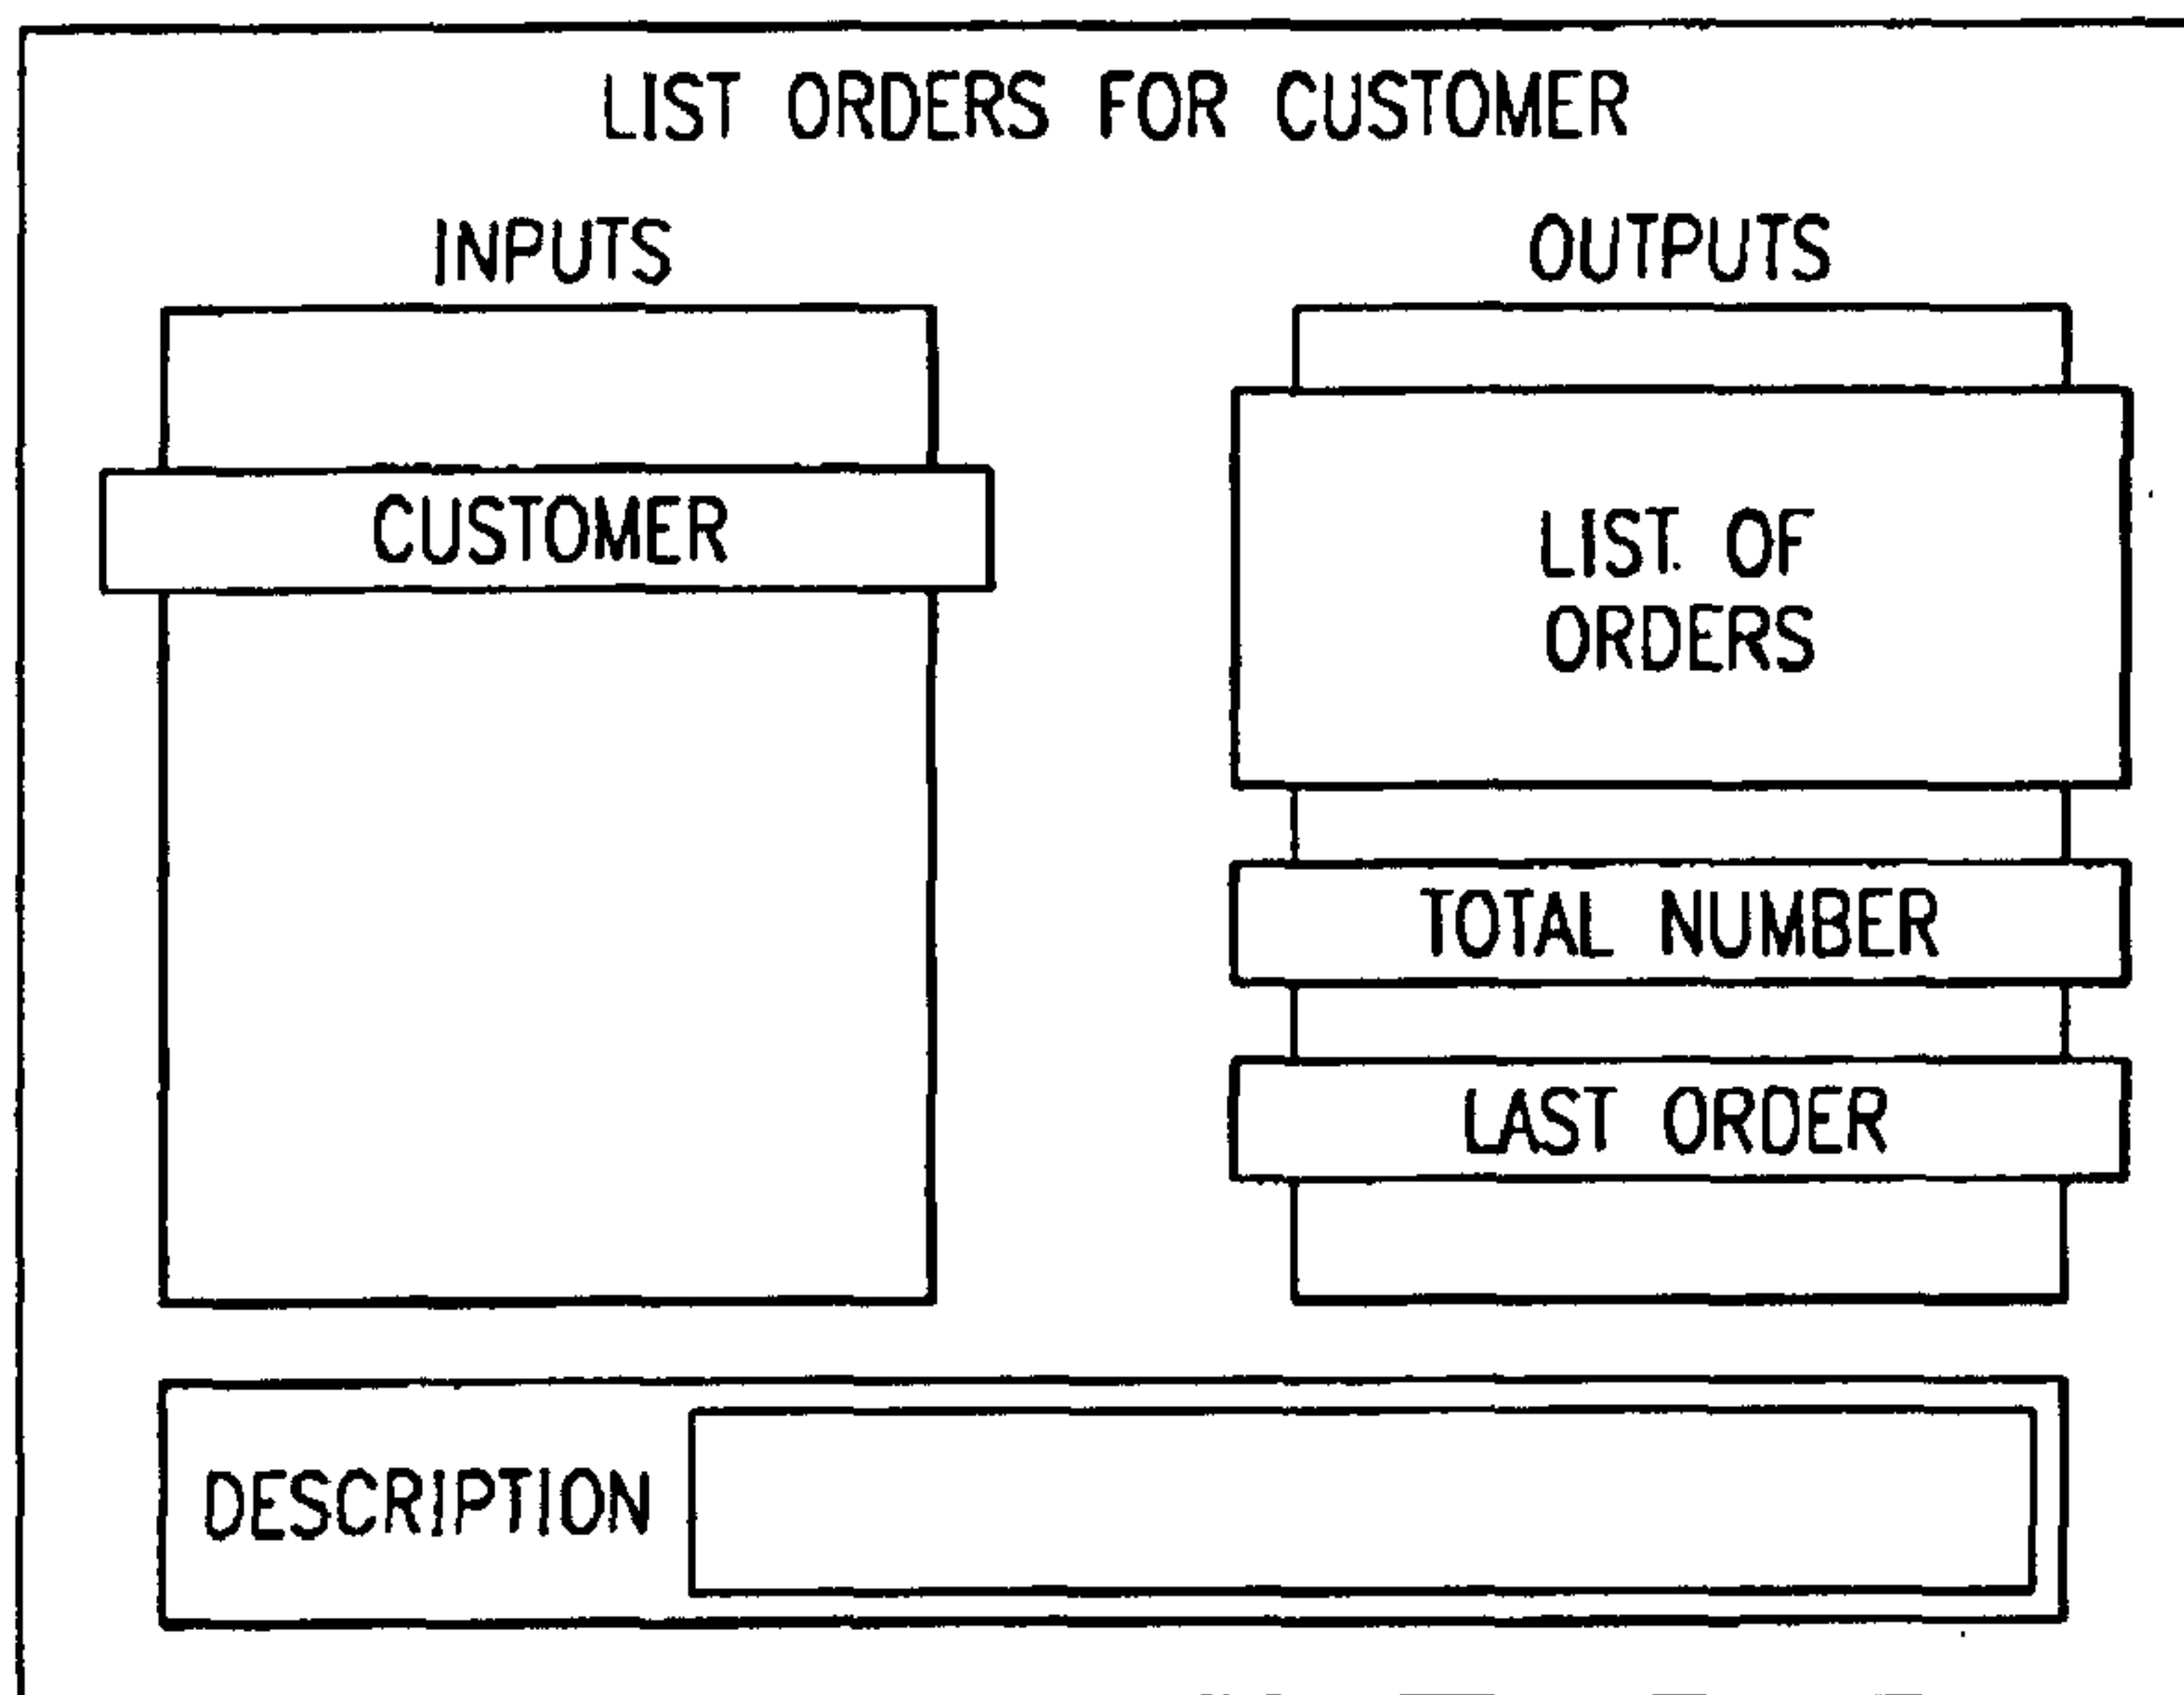 LIST ORDERS FOR CUSTOMER
INPUTS
OUTPUTS
CUSTOMER
LIST OF
ORDERS
TOTAL NUMBER
LAST ORDER
DESCRIPTION